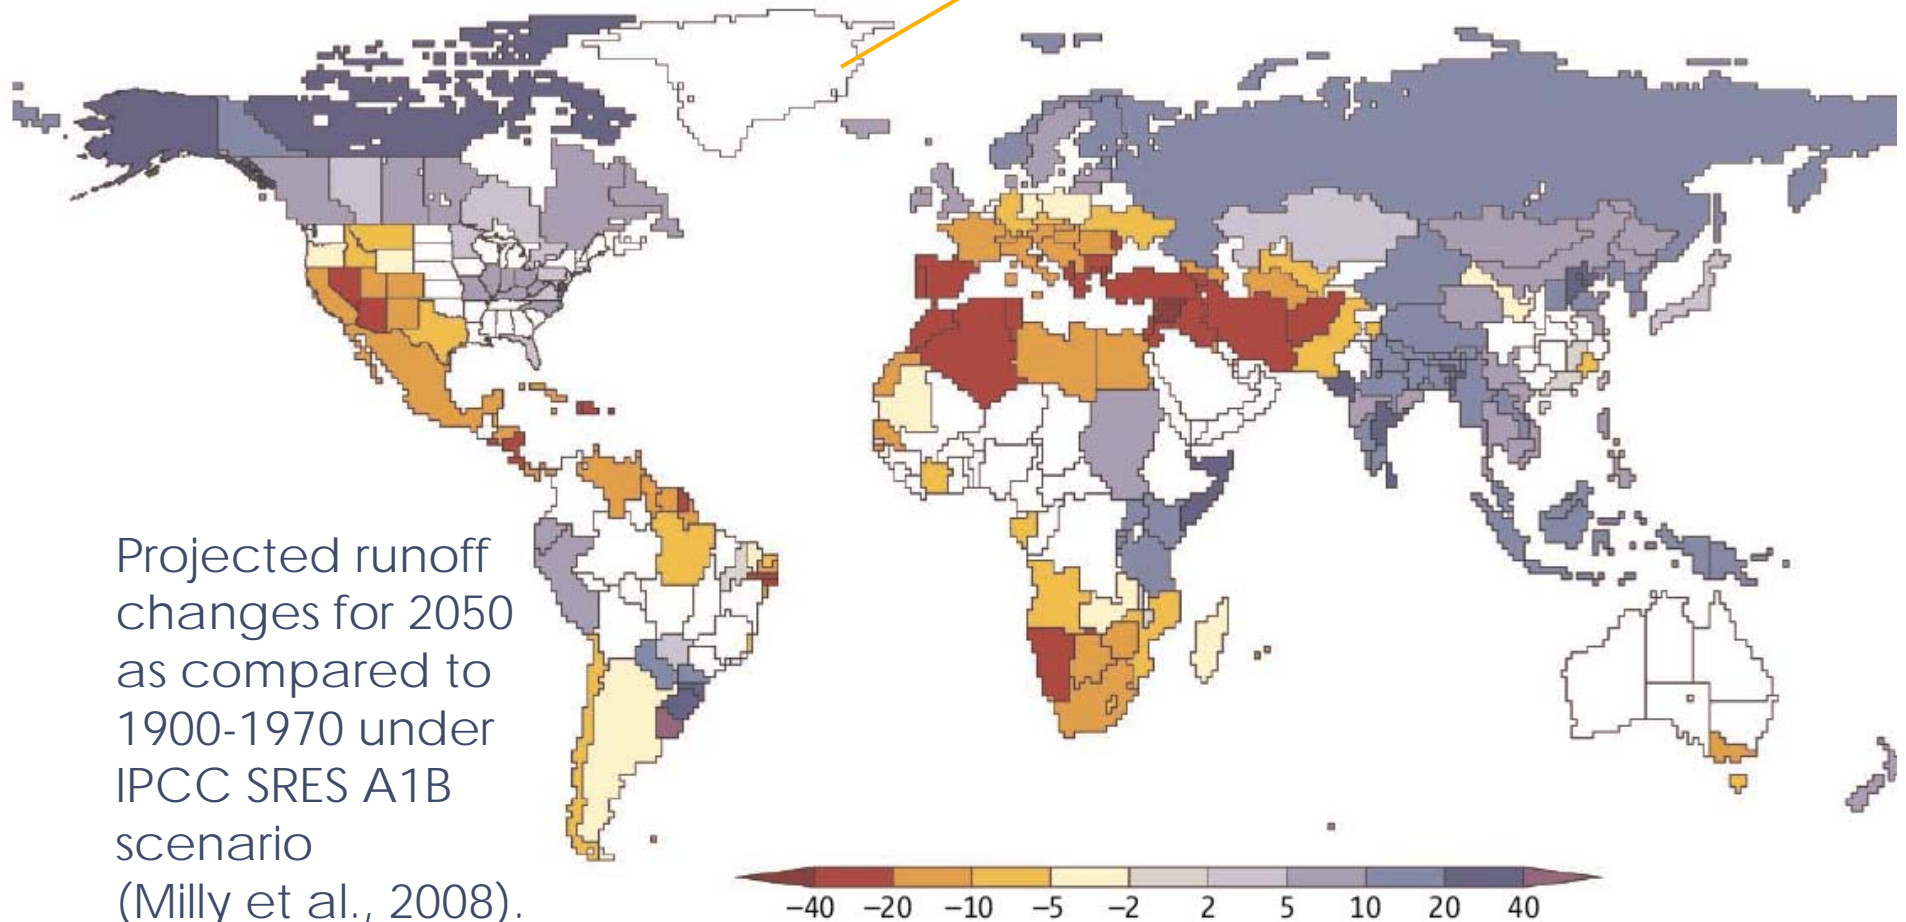 Projected runoff
changes for 2050
as compared to
1900-1970 under
IPCC SRES A1B
scenario
(Milly et al., 2008).
−40 −20 −10 −5 −2 2 5 10 20 40